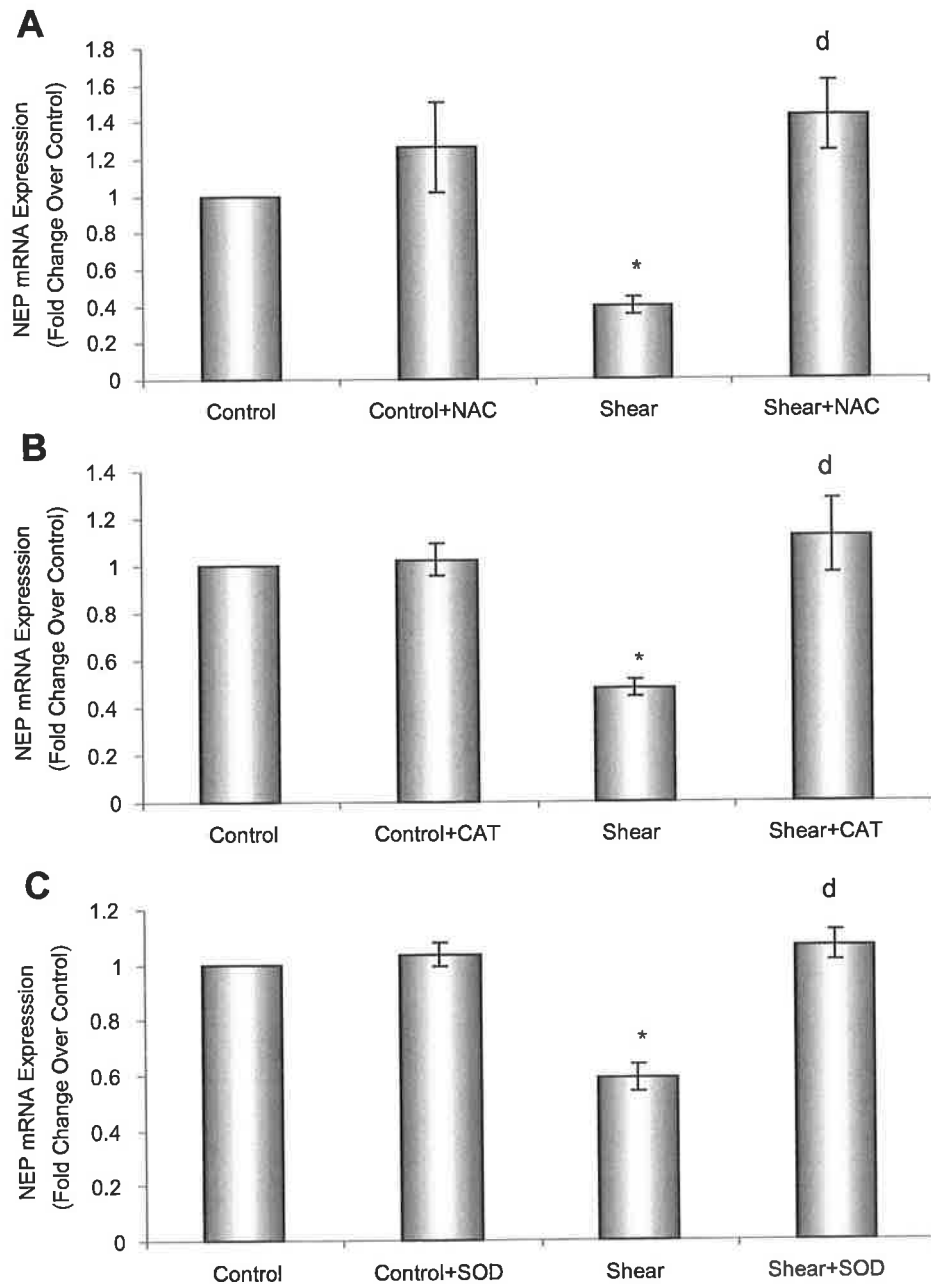 A
d
NEP mRNA Expresssion
(Fold Change Over Control)
1.8
1.6
1.4
1.2
1
0.8
0.6
0.4
0.2
0
*
Control
Control+NAC
Shear
Shear+NAC
B
d
NEP mRNA Expresssion
(Fold Change Over Control)
1.4
1.2
1
0.8
0.6
0.4
0.2
0
*
Control
Control+CAT
Shear
Shear+CAT
C
d
NEP mRNA Expresssion
(Fold Change Over Control)
1.2
1
0.8
0.6
0.4
0.2
0
*
Control
Control+SOD
Shear
Shear+SOD